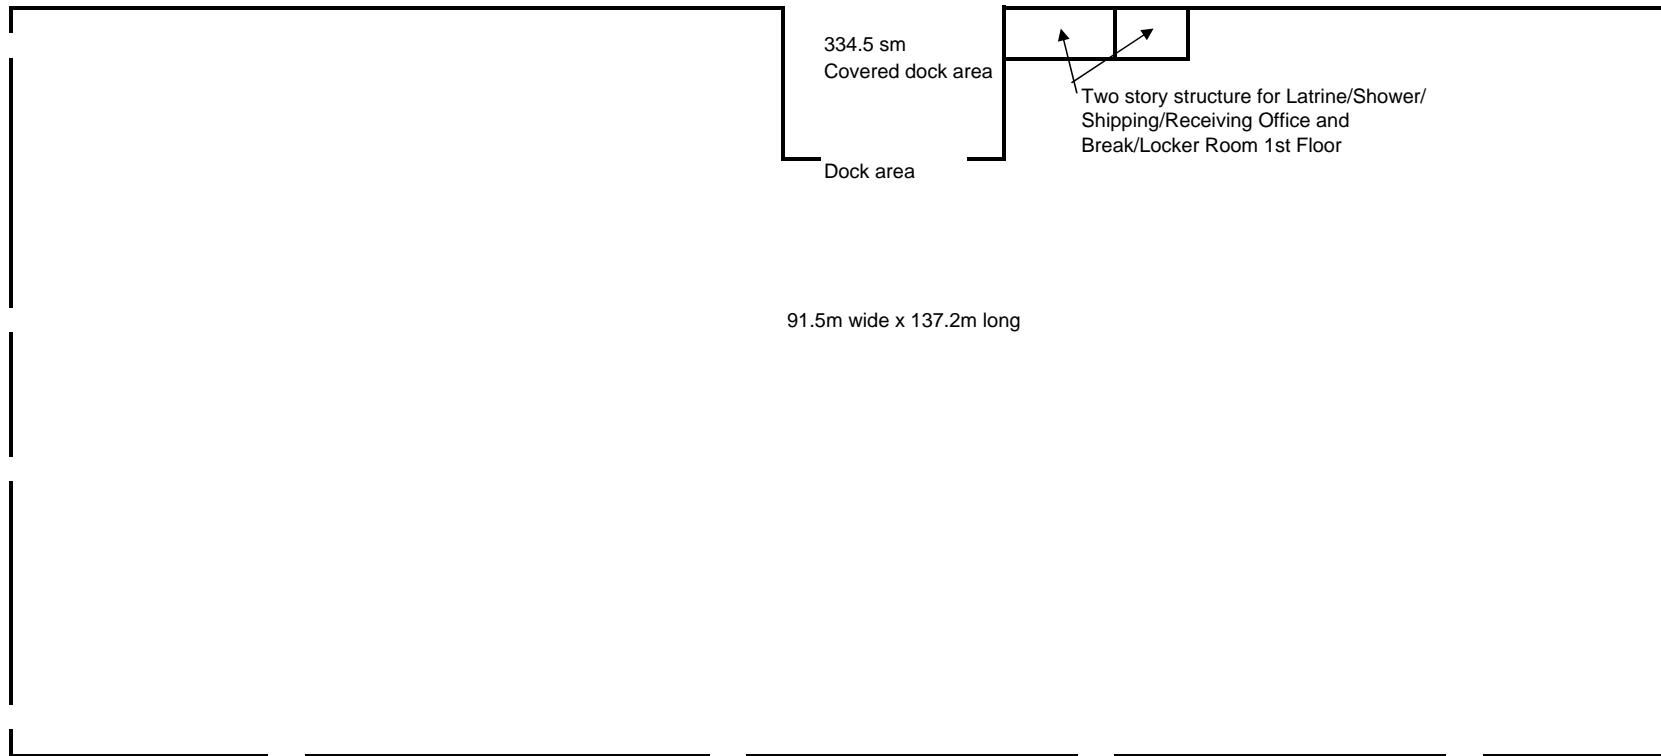 334.5 sm
Covered dock area
Two story structure for Latrine/Shower/
Shipping/Receiving Office and
Break/Locker Room 1st Floor
Dock area
91.5m wide x 137.2m long